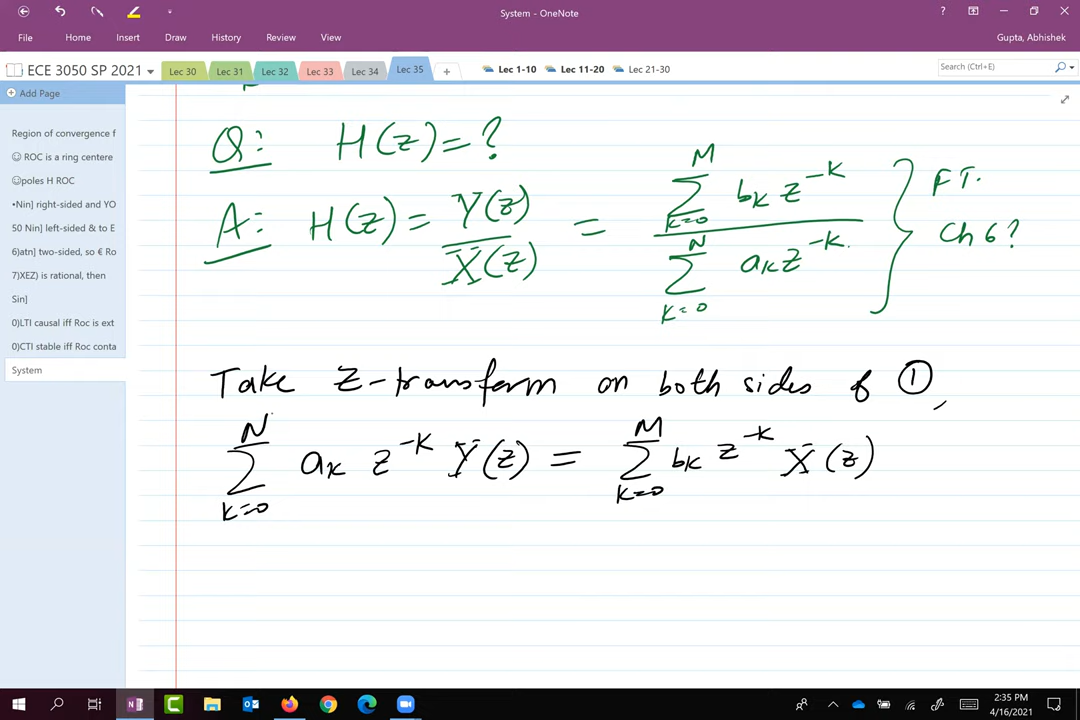 System - OneNote
File Home Insert Draw History Review View
Gupta, Abhishek
ECE 3050 SP 2021
Lec 30 Lec 31 Lec 32 Lec 33 Lec 34 Lec 35
Lec 1-10 Lec 11-20 Lec 21-30
Search (Ctrl+E)
Add Page
Region of convergence f
☺ ROC is a ring centere
☺poles H ROC
•Nin] right-sided and YO
50 Nin] left-sided & to E
6)atn] two-sided, so € Ro
7)XEZ) is rational, then
Sin]
0)LTI causal iff Roc is ext
0)CTI stable iff Roc conta
System
Q: H(z)=?
A: H(z) = Y(z)/X(z) = ∑_{k=0}^{M} b_k z^{-k} / ∑_{k=0}^{N} a_k z^{-k} } F.T. Ch 6?
Take Z-transform on both sides of ①,
∑_{k=0}^{N} a_k z^{-k} Y(z) = ∑_{k=0}^{M} b_k z^{-k} X(z)
2:35 PM
4/16/2021